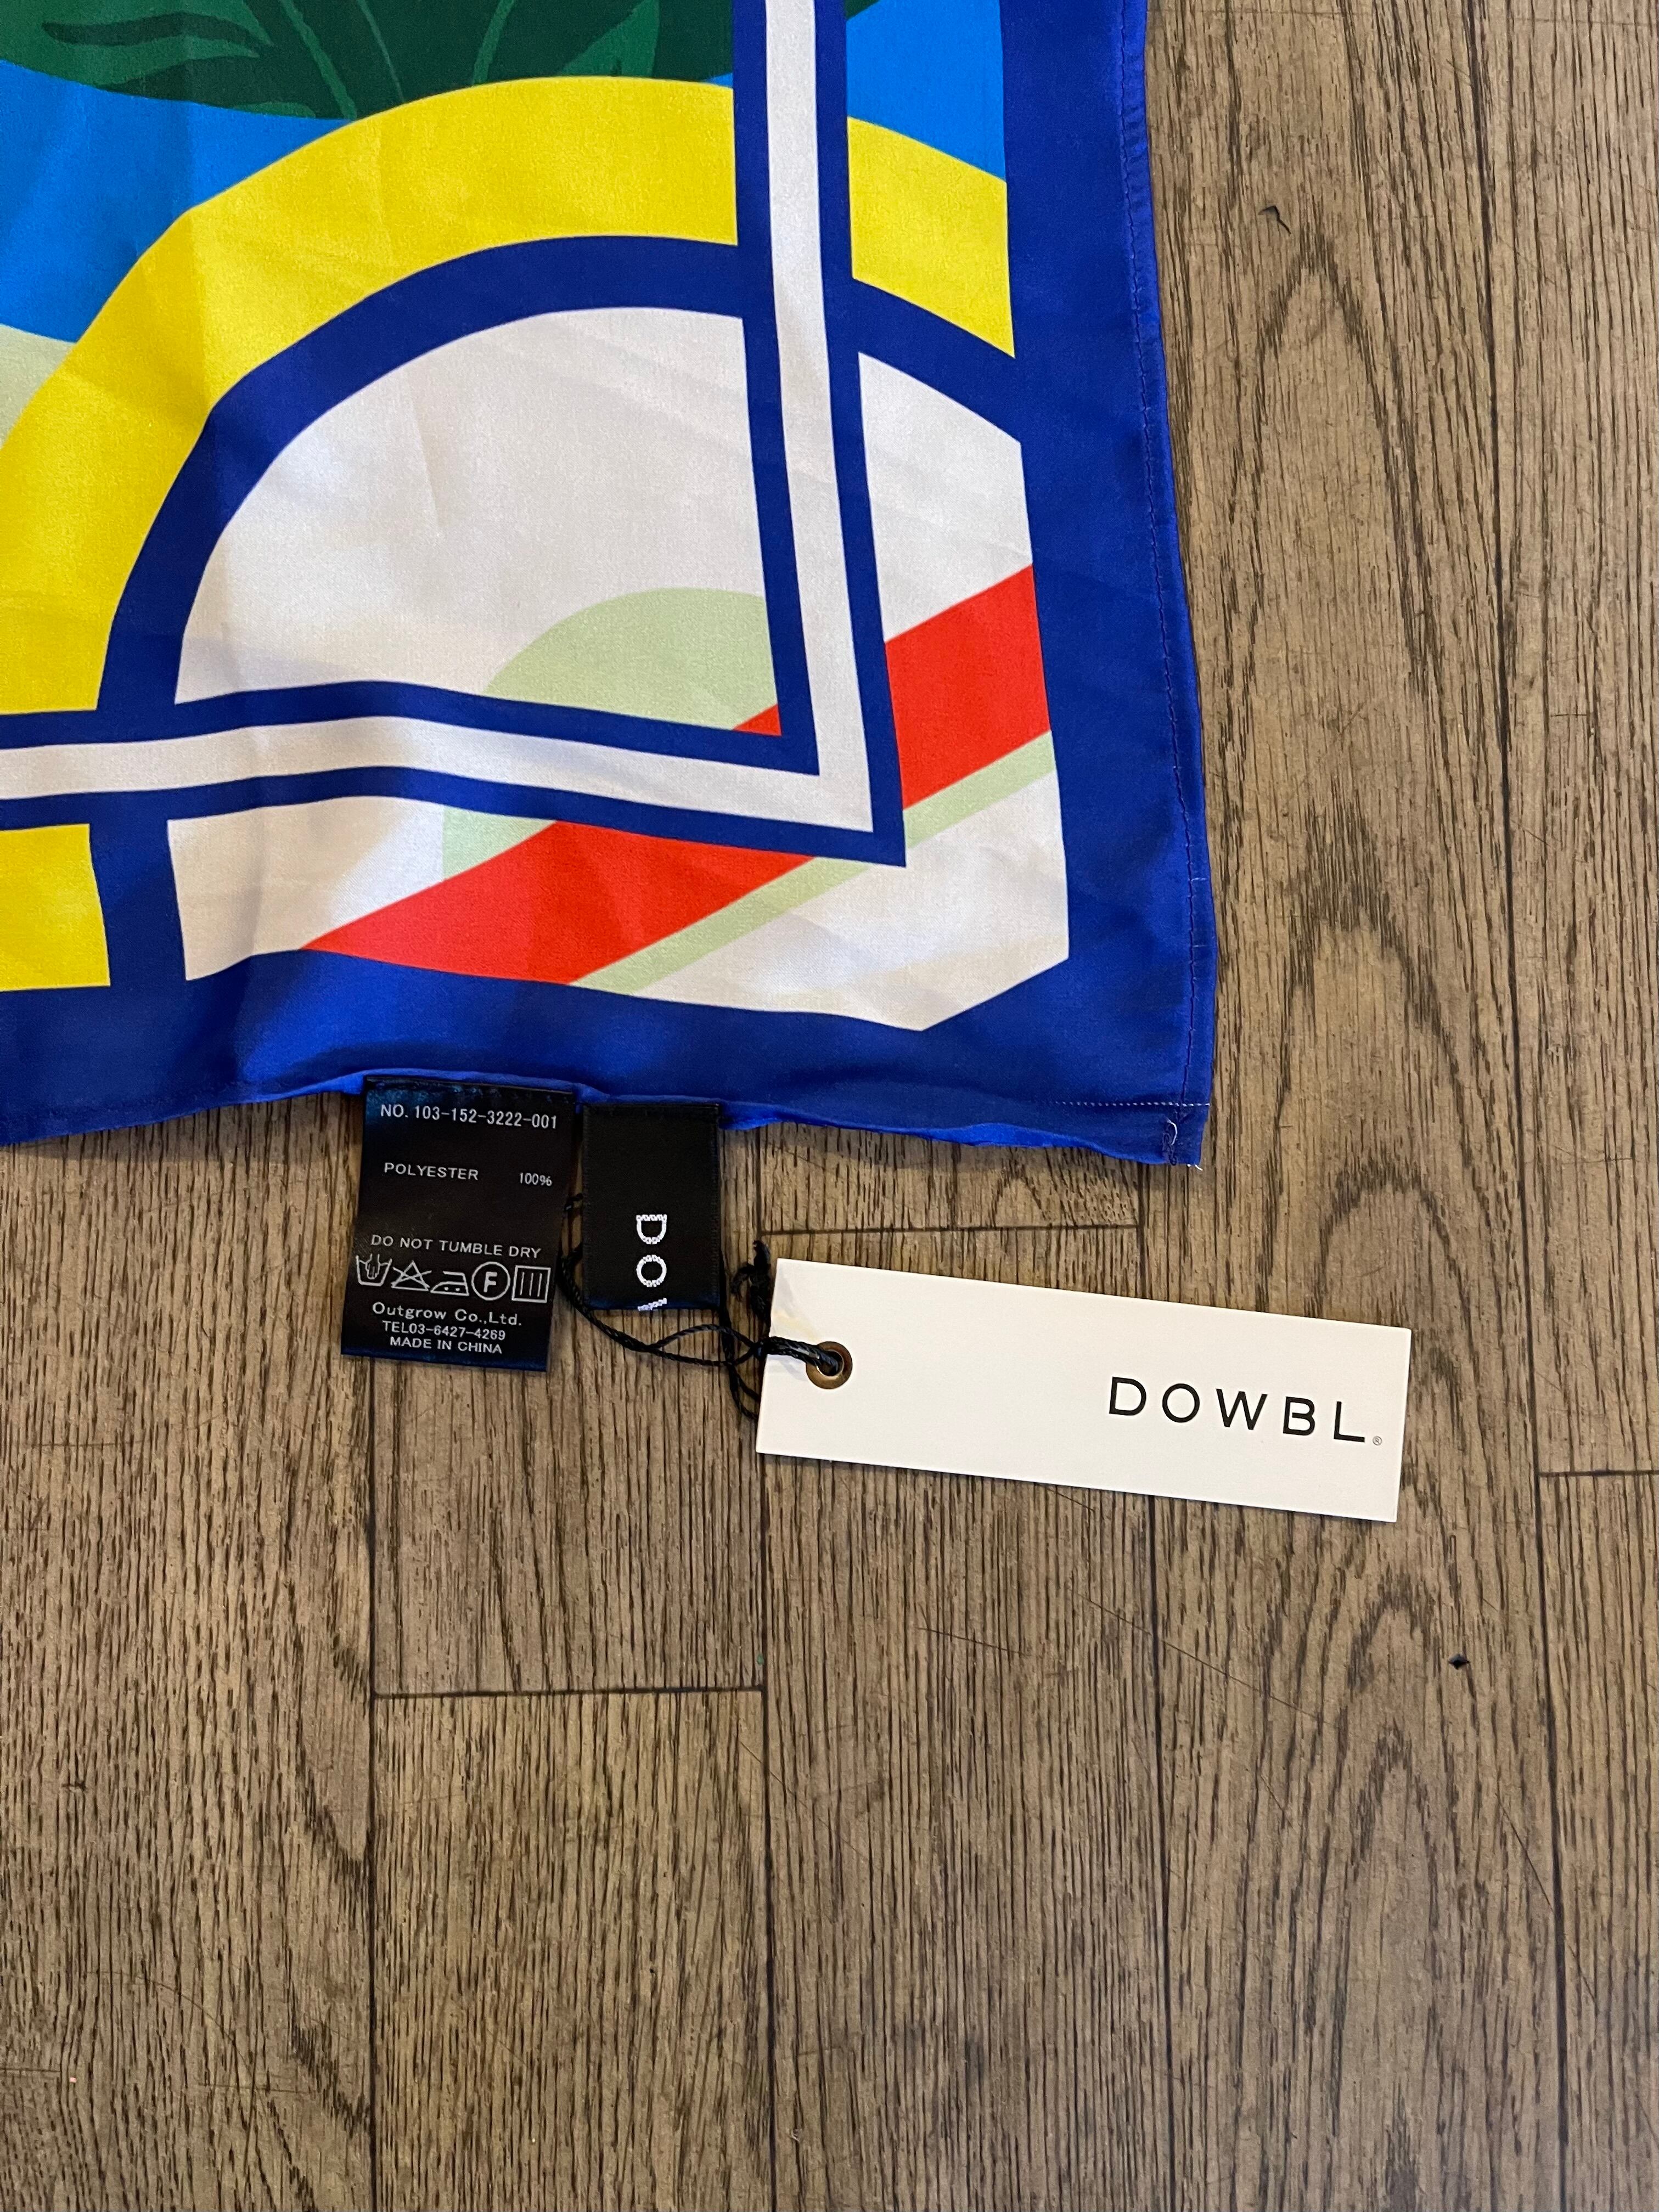 NO. 103-152-3222-001
POLYESTER 100%
DO NOT TUMBLE DRY
F
Outgrow Co.,Ltd.
TEL03-6427-4269
MADE IN CHINA
DO
DOWBL®